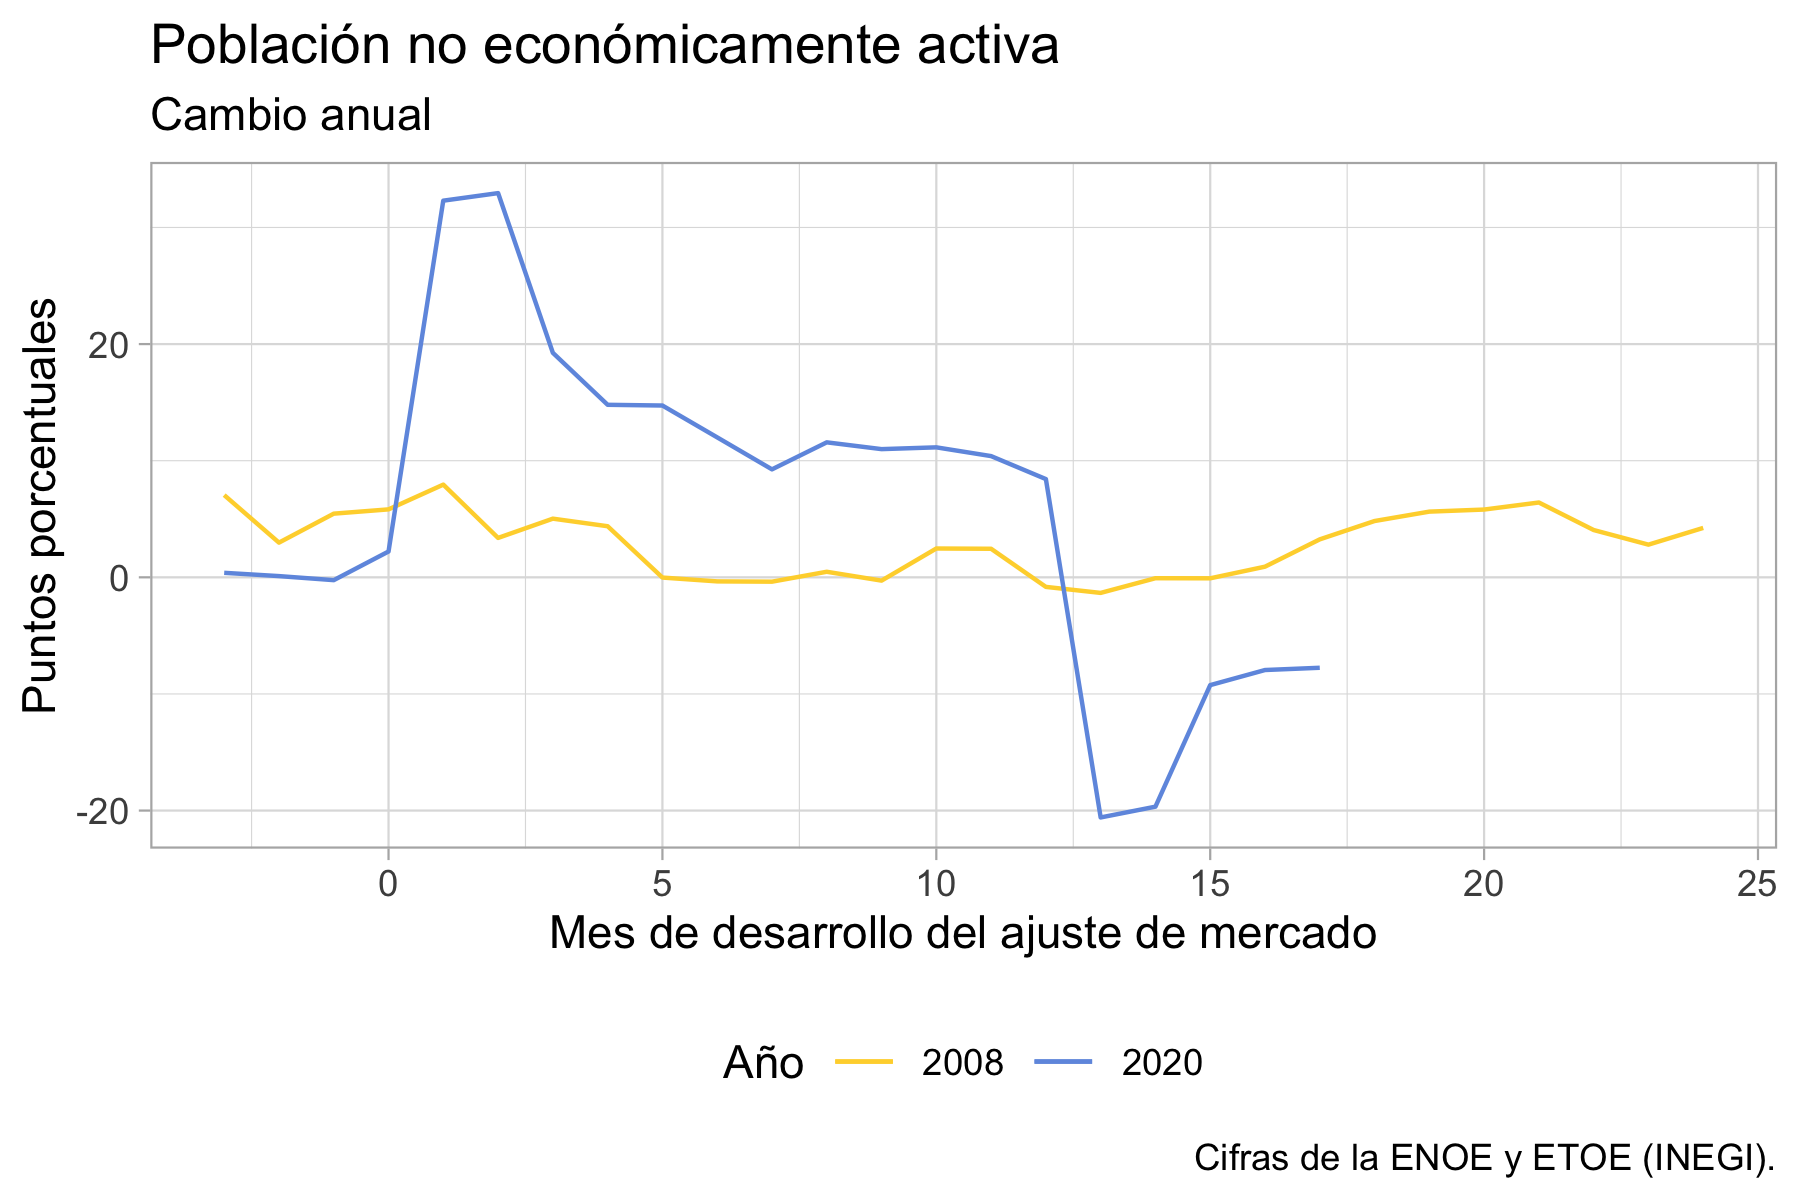 Población no económicamente activa
Cambio anual
Puntos porcentuales
20
0
-20
0 5 10 15 20 25
Mes de desarrollo del ajuste de mercado
Año 2008 2020
Cifras de la ENOE y ETOE (INEGI).